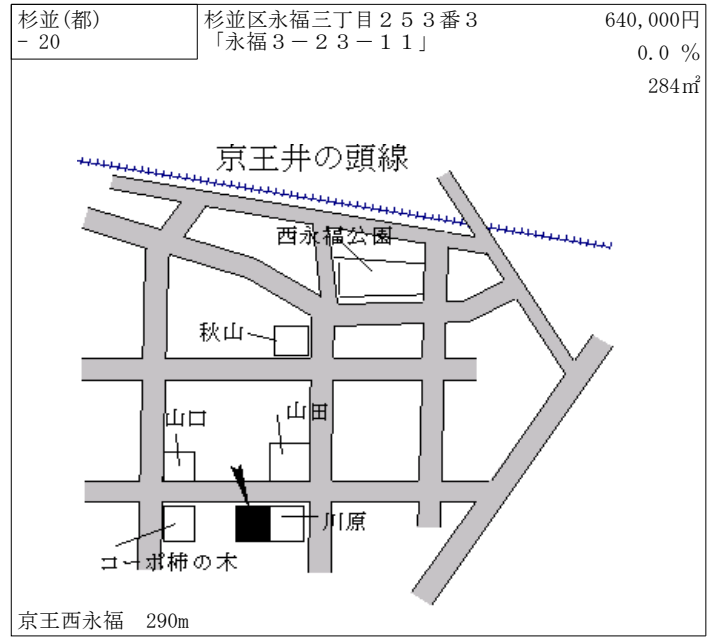 杉並(都)
－20
杉並区永福三丁目２５３番３
「永福３－２３－１１」
640,000円
0.0 %
284㎡
京王井の頭線
西永福公園
秋山
山口
山田
川原
コーポ柿の木
京王西永福　290m